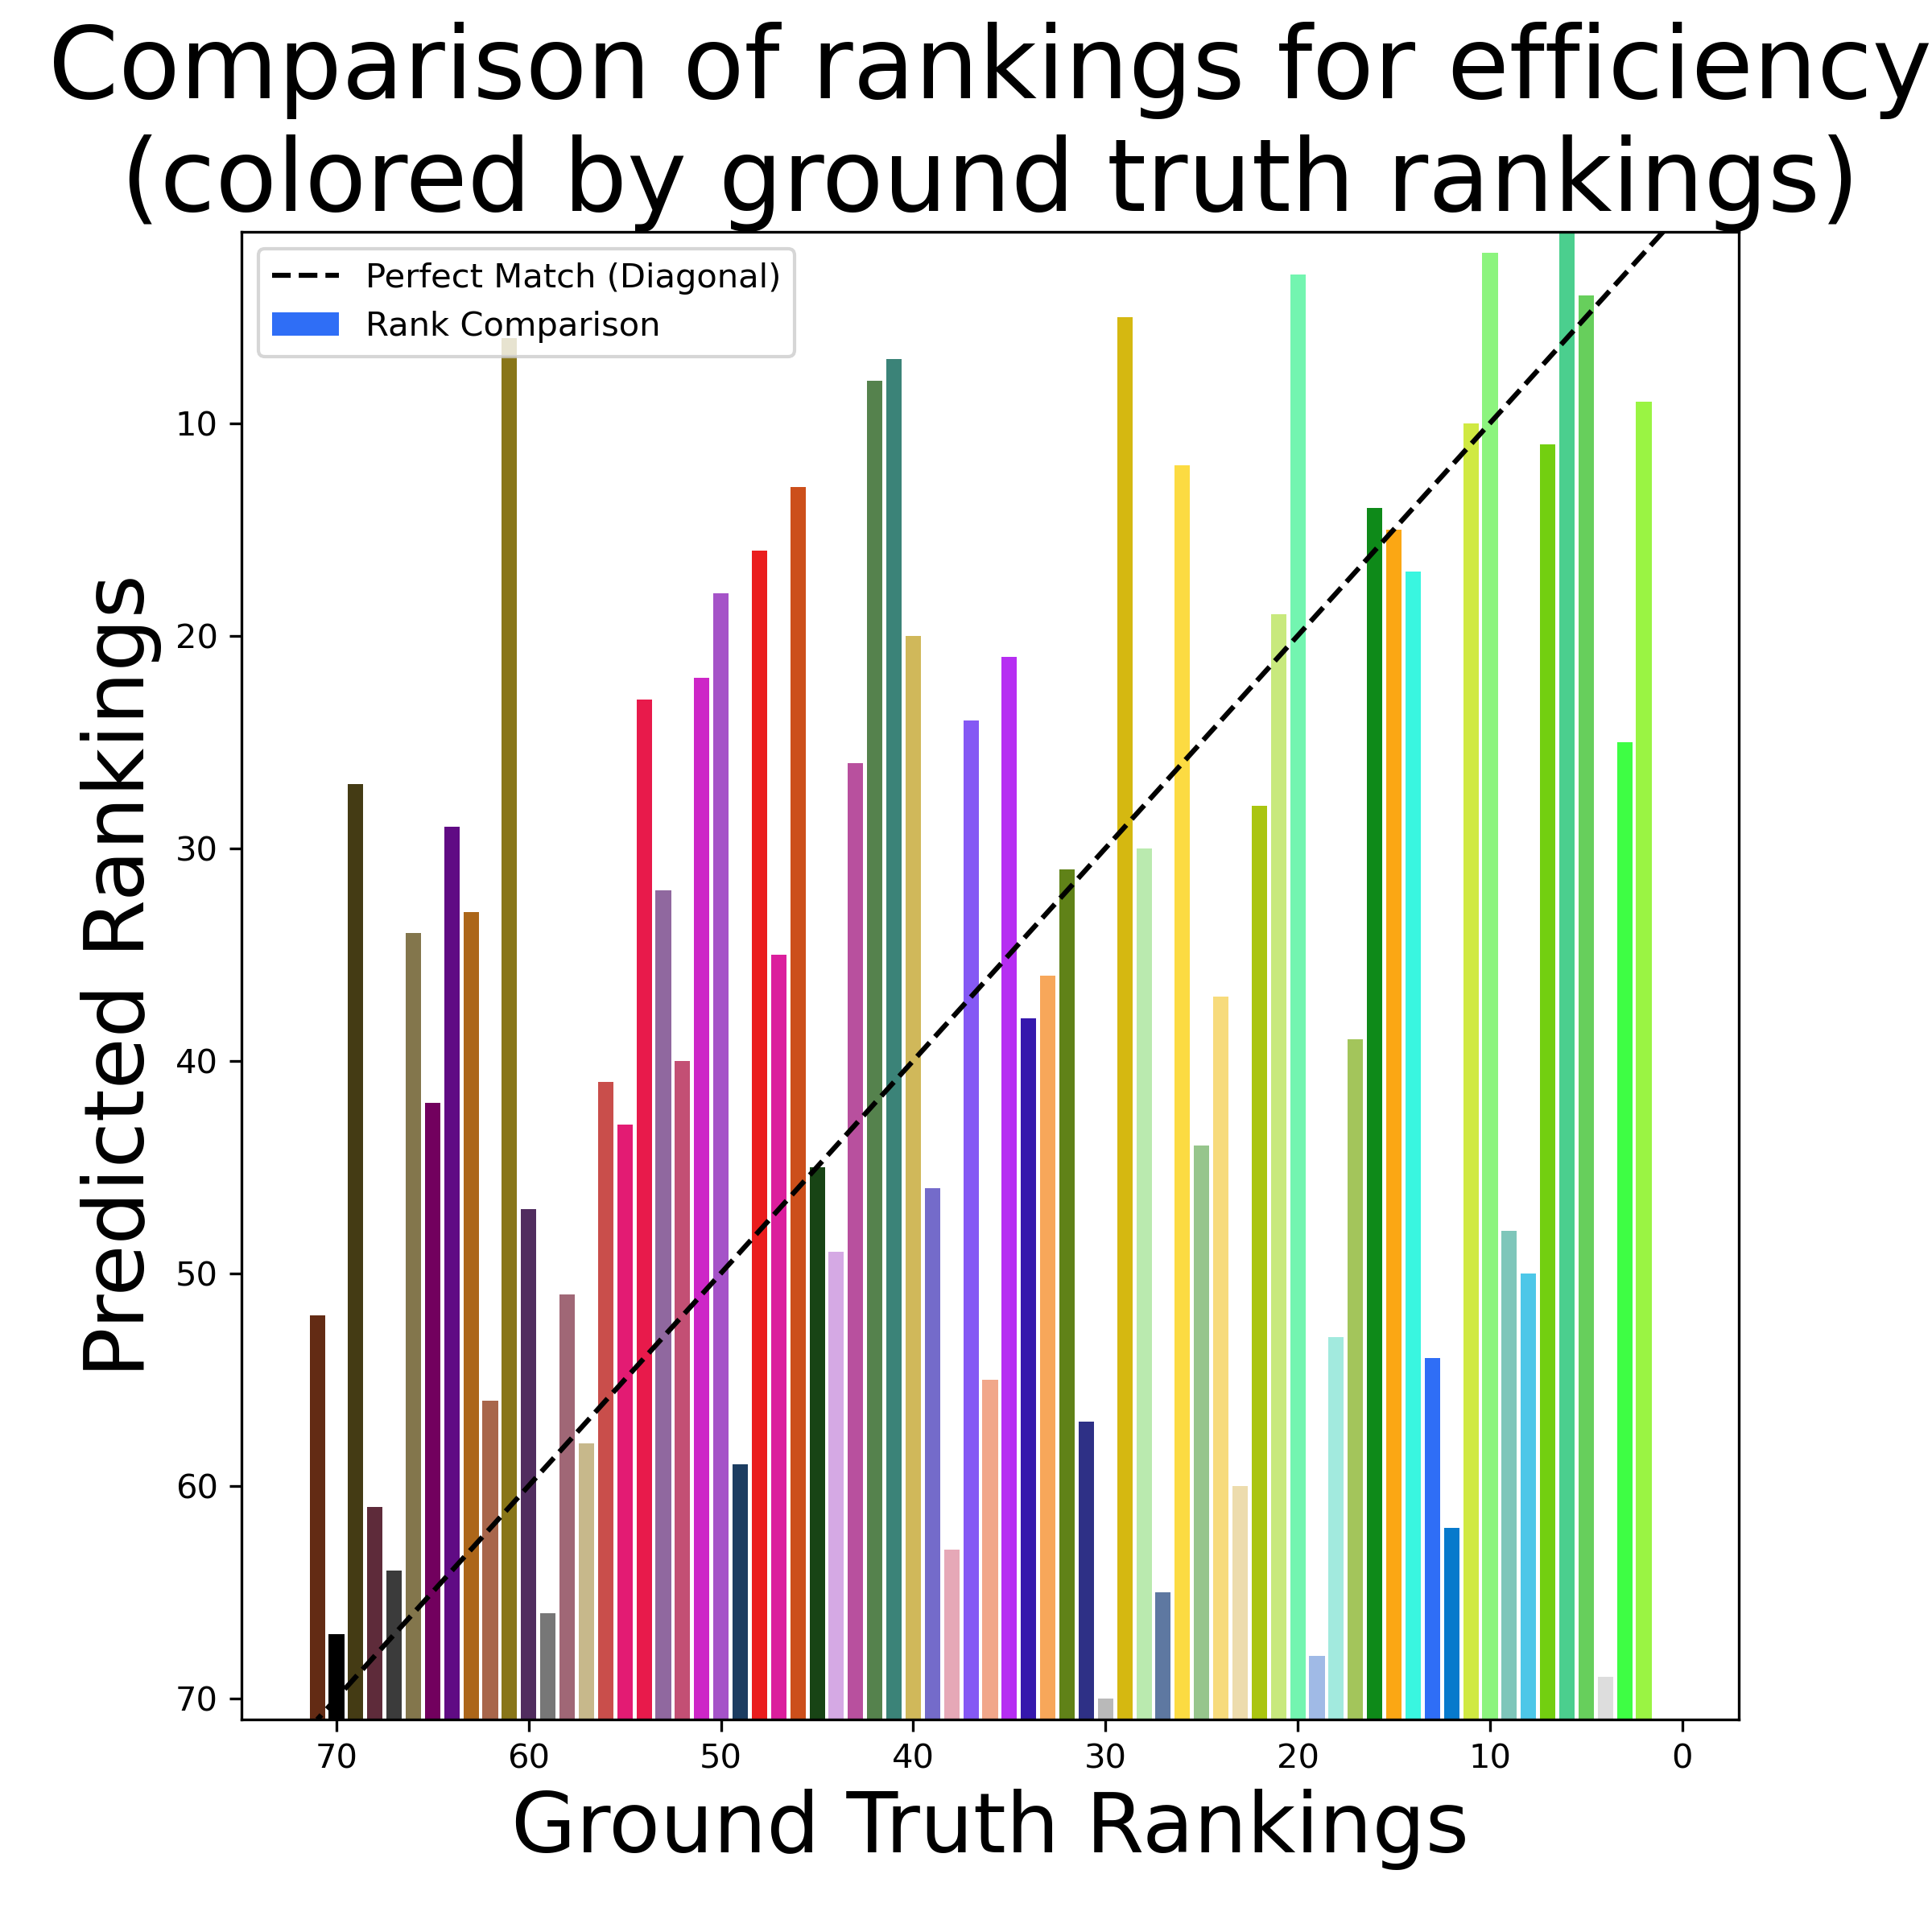 Comparison of rankings for efficiency
(colored by ground truth rankings)
Perfect Match (Diagonal)
Rank Comparison
Predicted Rankings
10
20
30
40
50
60
70
70 60 50 40 30 20 10 0
Ground Truth Rankings